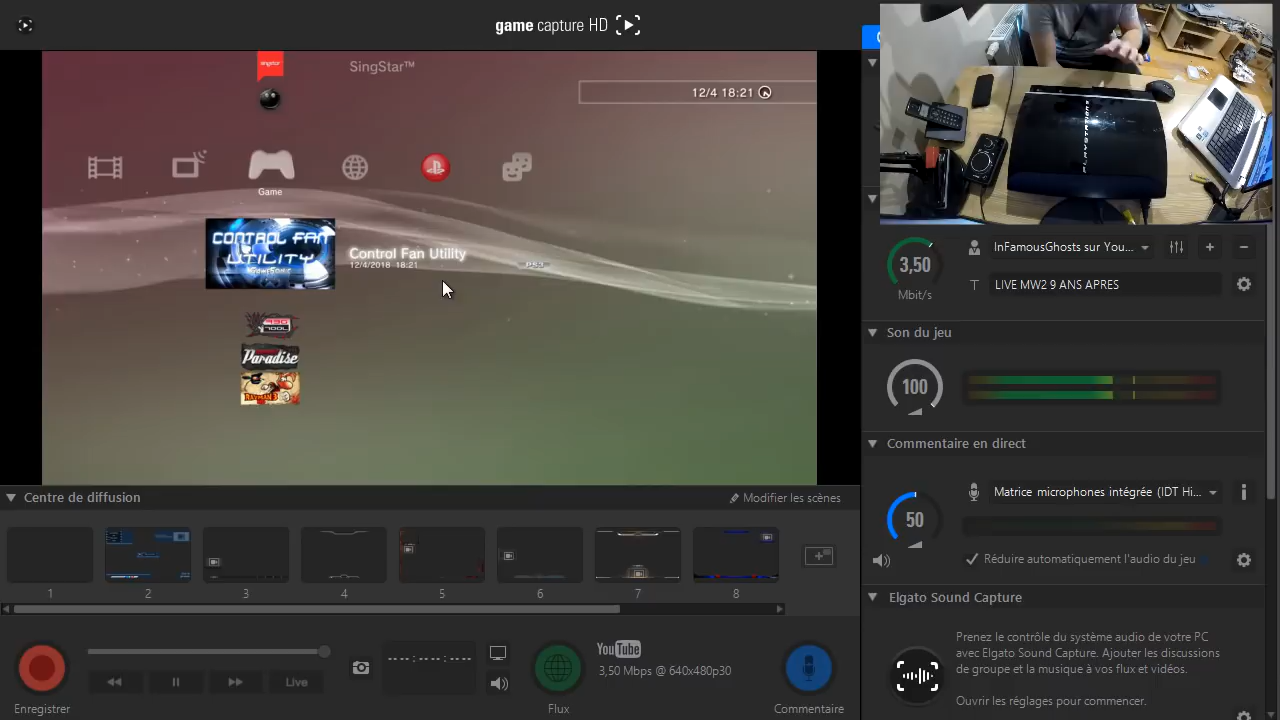 game capture HD
singstar
SingStar™
12/4 18:21
Game
CONTROL FAN
UTILITY
Control Fan Utility
12/4/2018 18:21
Paradise
RAYMAN 3
PLAYSTATION 3
3,50
Mbit/s
InFamousGhosts sur You...
LIVE MW2 9 ANS APRES
Son du jeu
100
Commentaire en direct
50
Matrice microphones intégrée (IDT Hi...
Réduire automatiquement l'audio du jeu
Elgato Sound Capture
Prenez le contrôle du système audio de votre PC
avec Elgato Sound Capture. Ajouter les discussions
de groupe et la musique à vos flux et vidéos.
Ouvrir les réglages pour commencer.
Centre de diffusion
Modifier les scènes
1 2 3 4 5 6 7 8
Live
--:--:--
YouTube
3,50 Mbps @ 640x480p30
Enregistrer
Flux
Commentaire